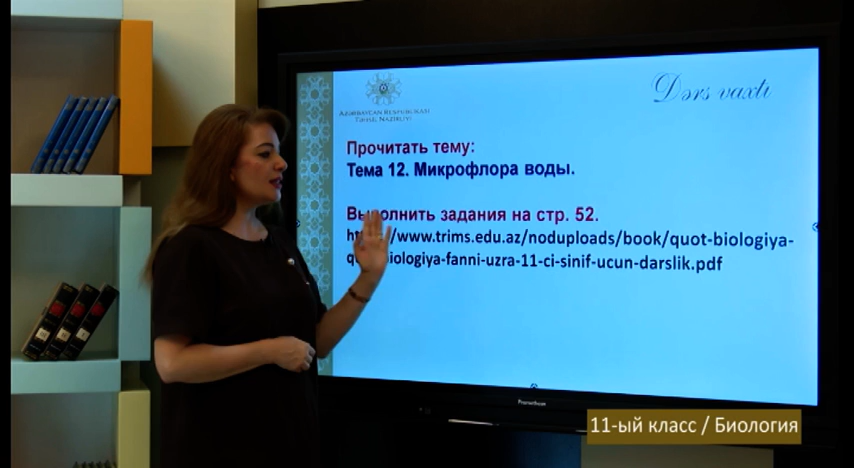 Dərs vaxtı
AZƏRBAYCAN RESPUBLİKASI
TƏHSİL NAZİRLİYİ
Прочитать тему:
Тема 12. Микрофлора воды.
Выполнить задания на стр. 52.
www.trims.edu.az/noduploads/book/quot-biologiya-
biologiya-fanni-uzra-11-ci-sinif-ucun-darslik.pdf
Promethean
11-ый класс / Биология